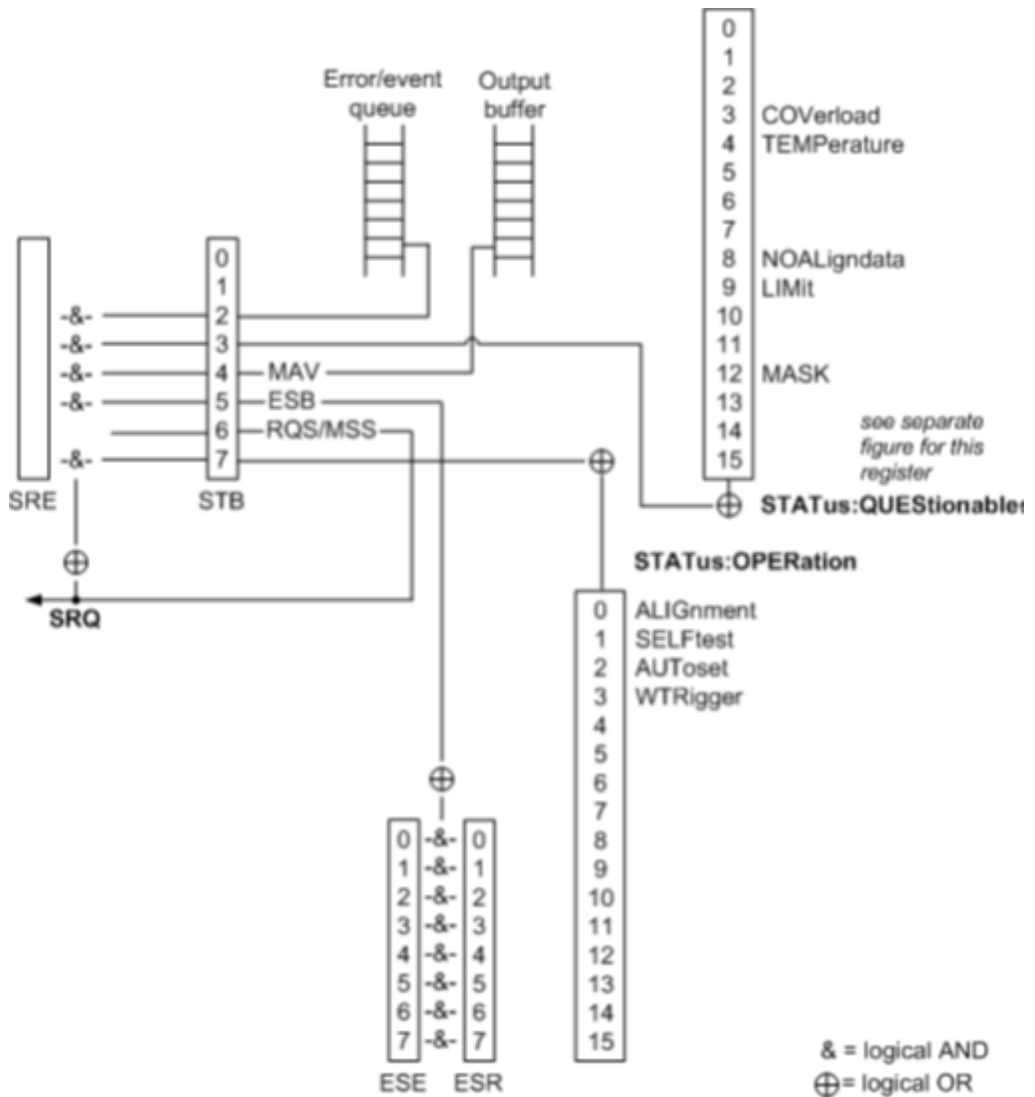 Error/event
queue
Output
buffer
0
1
2
3 COVerload
4 TEMPerature
5
6
7
8 NOALigndata
9 LIMit
10
11
12 MASK
13
14
15
see separate
figure for this
register
STATus:QUEStionables
0
1
-&- 2
-&- 3
-&- 4 MAV
-&- 5 ESB
6 RQS/MSS
-&- 7
SRE
STB
SRQ
STATus:OPERation
0 ALIGnment
1 SELFtest
2 AUToset
3 WTRigger
4
5
6
7
8
9
10
11
12
13
14
15
0 -&- 0
1 -&- 1
2 -&- 2
3 -&- 3
4 -&- 4
5 -&- 5
6 -&- 6
7 -&- 7
ESE ESR
& = logical AND
⊕ = logical OR